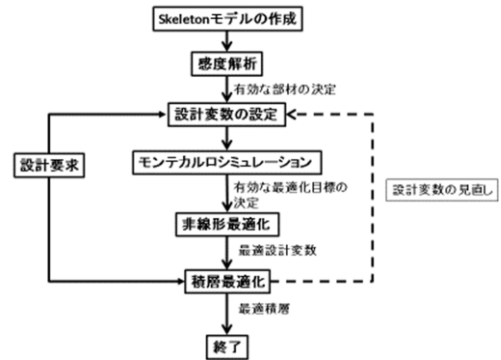 Skeletonモデルの作成
感度解析
有効な部材の決定
設計変数の設定
設計要求
モンテカルロシミュレーション
設計変数の見直し
有効な最適化目標の
決定
非線形最適化
最適設計変数
積層最適化
最適積層
終了